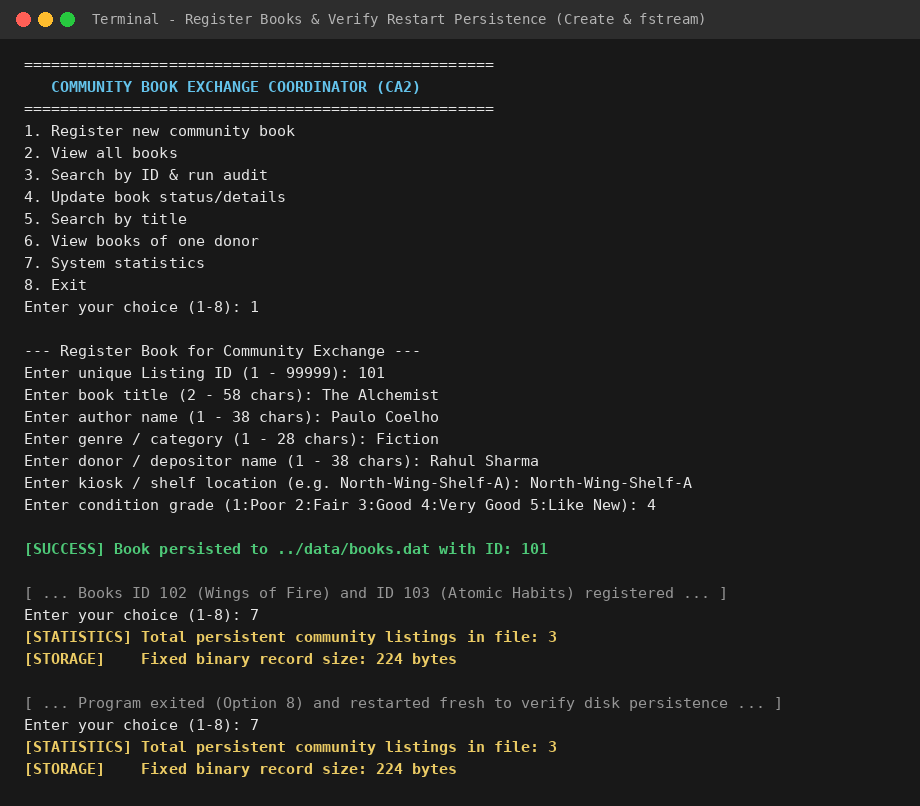 Terminal - Register Books & Verify Restart Persistence (Create & fstream)
====================================================
COMMUNITY BOOK EXCHANGE COORDINATOR (CA2)
====================================================
1. Register new community book
2. View all books
3. Search by ID & run audit
4. Update book status/details
5. Search by title
6. View books of one donor
7. System statistics
8. Exit
Enter your choice (1-8): 1
--- Register Book for Community Exchange ---
Enter unique Listing ID (1 - 99999): 101
Enter book title (2 - 58 chars): The Alchemist
Enter author name (1 - 38 chars): Paulo Coelho
Enter genre / category (1 - 28 chars): Fiction
Enter donor / depositor name (1 - 38 chars): Rahul Sharma
Enter kiosk / shelf location (e.g. North-Wing-Shelf-A): North-Wing-Shelf-A
Enter condition grade (1:Poor 2:Fair 3:Good 4:Very Good 5:Like New): 4
[SUCCESS] Book persisted to ../data/books.dat with ID: 101
[ ... Books ID 102 (Wings of Fire) and ID 103 (Atomic Habits) registered ... ]
Enter your choice (1-8): 7
[STATISTICS] Total persistent community listings in file: 3
[STORAGE]    Fixed binary record size: 224 bytes
[ ... Program exited (Option 8) and restarted fresh to verify disk persistence ... ]
Enter your choice (1-8): 7
[STATISTICS] Total persistent community listings in file: 3
[STORAGE]    Fixed binary record size: 224 bytes